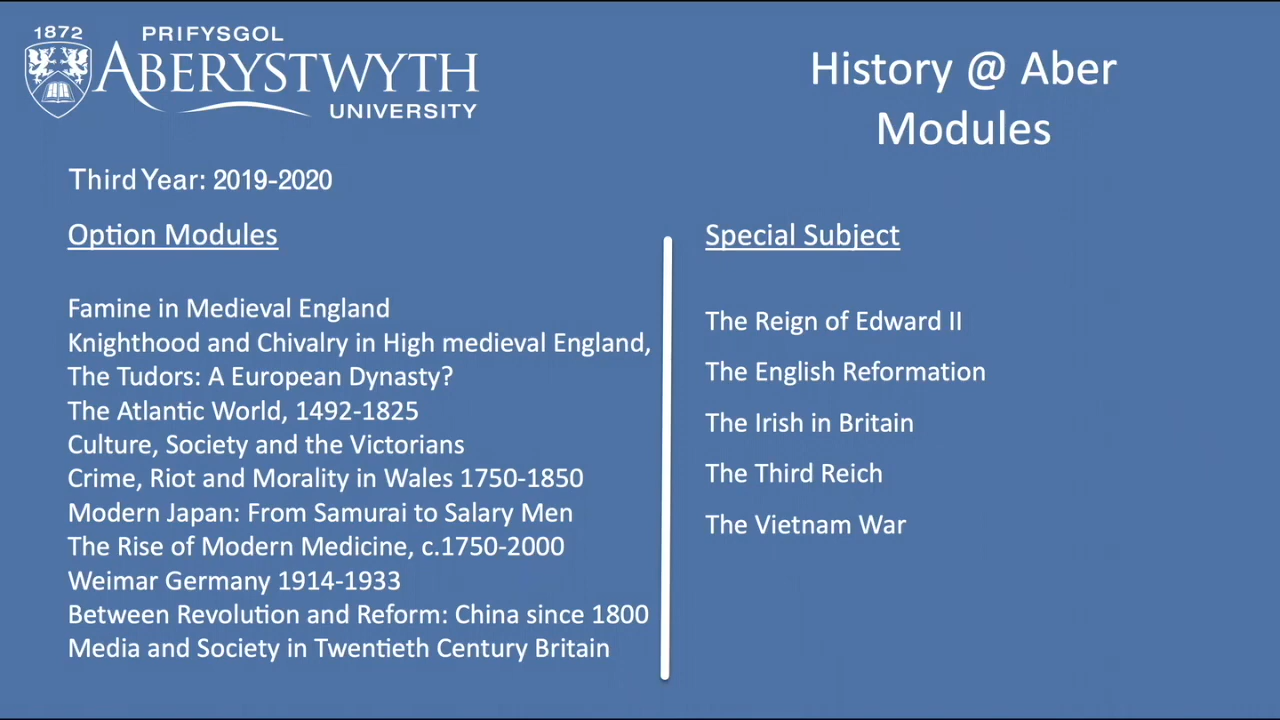 1872
PRIFYSGOL
ABERYSTWYTH
UNIVERSITY
History @ Aber
Modules
Third Year: 2019-2020
Option Modules
Famine in Medieval England
Knighthood and Chivalry in High medieval England,
The Tudors: A European Dynasty?
The Atlantic World, 1492-1825
Culture, Society and the Victorians
Crime, Riot and Morality in Wales 1750-1850
Modern Japan: From Samurai to Salary Men
The Rise of Modern Medicine, c.1750-2000
Weimar Germany 1914-1933
Between Revolution and Reform: China since 1800
Media and Society in Twentieth Century Britain
Special Subject
The Reign of Edward II
The English Reformation
The Irish in Britain
The Third Reich
The Vietnam War